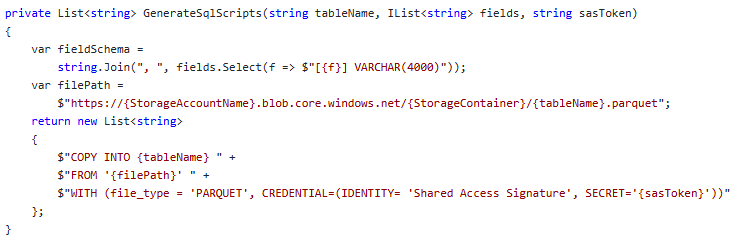 private List<string> GenerateSqlScripts(string tableName, IList<string> fields, string sasToken)
{
    var fieldSchema =
        string.Join(", ", fields.Select(f => $"[{f}] VARCHAR(4000)"));
    var filePath =
        $"https://{StorageAccountName}.blob.core.windows.net/{StorageContainer}/{tableName}.parquet";
    return new List<string>
    {
        $"COPY INTO {tableName} " +
        $"FROM '{filePath}' " +
        $"WITH (file_type = 'PARQUET', CREDENTIAL=(IDENTITY= 'Shared Access Signature', SECRET='{sasToken}'))"
    };
}